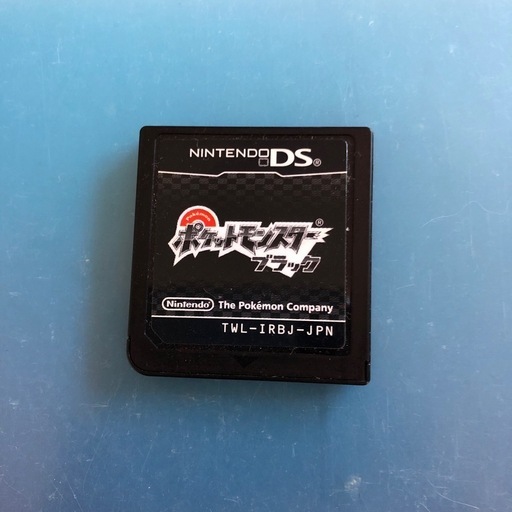 NINTENDO DS®
Pokémon
ポケットモンスター®
ブラック
Nintendo® The Pokémon Company
TWL-IRBJ-JPN